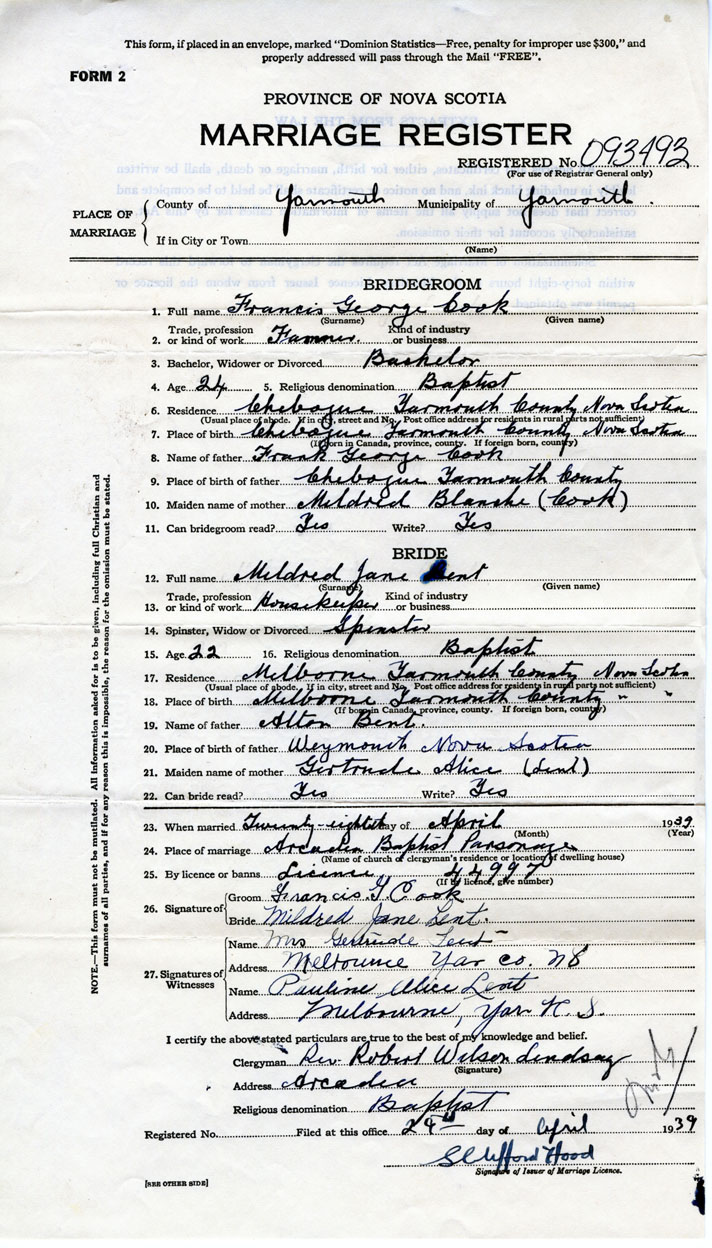 This form, if placed in an envelope, marked "Dominion Statistics—Free, penalty for improper use $300," and
properly addressed will pass through the Mail "FREE".
FORM 2
PROVINCE OF NOVA SCOTIA
MARRIAGE REGISTER
REGISTERED No. 093493
(For use of Registrar General only)
PLACE OF MARRIAGE
County of Yarmouth Municipality of Yarmouth.
If in City or Town
(Name)
BRIDEGROOM
1. Full name Francis George Cook
(Surname) (Given name)
Trade, profession Kind of industry
2. or kind of work Farmer. or business
3. Bachelor, Widower or Divorced Bachelor
4. Age 24 5. Religious denomination Baptist
6. Residence Chebogue Yarmouth County Nova Scotia
(Usual place of abode. If in city, street and No. Post office address for residents in rural parts not sufficient)
7. Place of birth Chebogue Yarmouth County Nova Scotia
(If born in Canada, province, county. If foreign born, county)
8. Name of father Frank George Cook
9. Place of birth of father Chebogue Yarmouth County
10. Maiden name of mother Mildred Blanche (Cook)
11. Can bridegroom read? Yes Write? Yes
BRIDE
12. Full name Mildred Jane
(Surname) (Given name)
Trade, profession Kind of industry
13. or kind of work Housekeeper or business
14. Spinster, Widow or Divorced Spinster
15. Age 22 16. Religious denomination Baptist
17. Residence Melborne Yarmouth County Nova Scotia
(Usual place of abode. If in city, street and No. Post office address for residents in rural parts not sufficient)
18. Place of birth Melborne Yarmouth County " "
(If born in Canada, province, county. If foreign born, county)
19. Name of father Alton Bent.
20. Place of birth of father Weymouth Nova Scotia
21. Maiden name of mother Gertrude Alice (Lent)
22. Can bride read? Yes Write? Yes
23. When married Twenty-eighth day of April 1939
(Month) (Year)
24. Place of marriage Arcadia Baptist Parsonage
(Name of church or clergyman's residence or location of dwelling house)
25. By licence or banns Licence 44997
(If by licence, give number)
26. Signature of
Groom Francis G. Cook
Bride Mildred Jane Lent.
27. Signatures of Witnesses
Name Mrs Gertrude Lent
Address Melbourne Yar co. NS
Name Pauline Alice Lent
Address Melbourne, Yar N. S.
I certify the above stated particulars are true to the best of my knowledge and belief.
Clergyman Rev. Robert Wilson Lindsay
(Signature)
Address Arcadia
Religious denomination Baptist
Registered No. Filed at this office 29th day of April 1939
S Clifford Hood
Signature of Issuer of Marriage Licence.
[SEE OTHER SIDE]
NOTE.—This form must not be mutilated. All information asked for is to be given, including full Christian and
surnames of all parties, and if for any reason this is impossible, the reason for the omission must be stated.